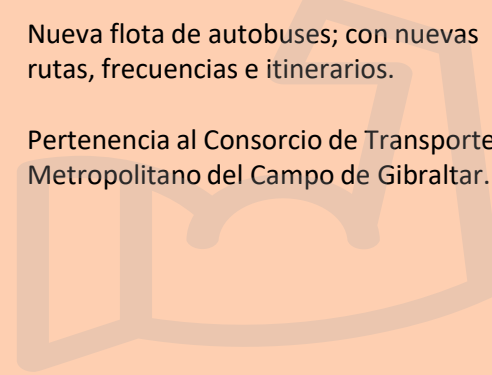 Nueva flota de autobuses; con nuevas
rutas, frecuencias e itinerarios.
Pertenencia al Consorcio de Transporte
Metropolitano del Campo de Gibraltar.